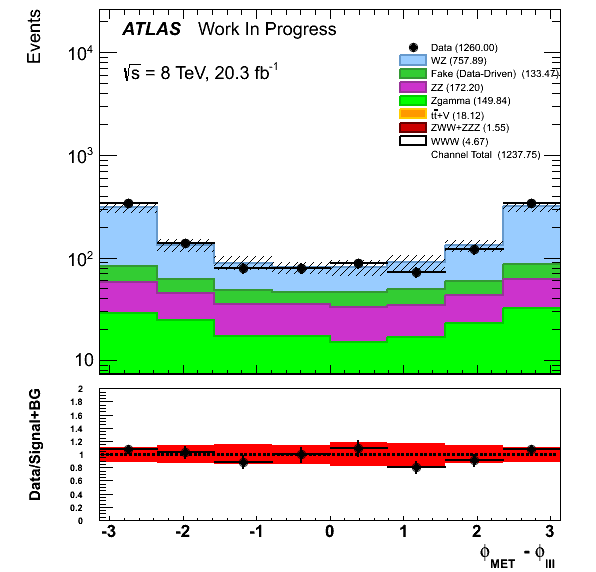 Events
10⁴
10³
10²
10
ATLAS Work In Progress
√s = 8 TeV, 20.3 fb⁻¹
Data (1260.00)
WZ (757.89)
Fake (Data-Driven) (133.47)
ZZ (172.20)
Zgamma (149.84)
tt̄+V (18.12)
ZWW+ZZZ (1.55)
WWW (4.67)
Channel Total (1237.75)
Data/Signal+BG
2
1.8
1.6
1.4
1.2
1
0.8
0.6
0.4
0.2
0
-3 -2 -1 0 1 2 3
ϕMET - ϕlll